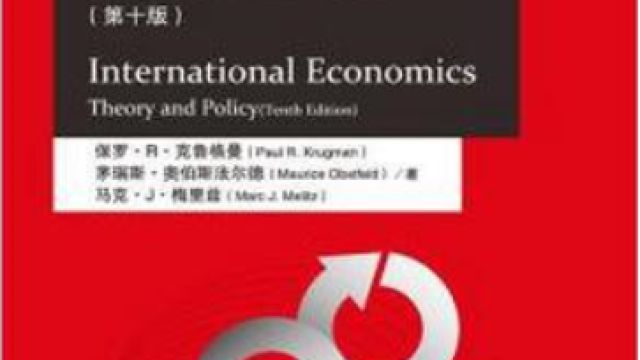 （第十版）
International Economics
Theory and Policy(Tenth Edition)
保罗·R·克鲁格曼(Paul R. Krugman)
茅瑞斯·奥伯斯法尔德(Maurice Obstfeld)／著
马克·J·梅里兹(Marc J. Melitz)